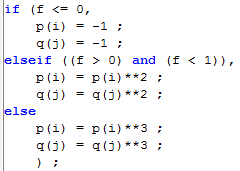 if (f <= 0,
p(i) = -1 ;
q(j) = -1 ;
elseif ((f > 0) and (f < 1)),
p(i) = p(i)**2 ;
q(j) = q(j)**2 ;
else
p(i) = p(i)**3 ;
q(j) = q(j)**3 ;
) ;